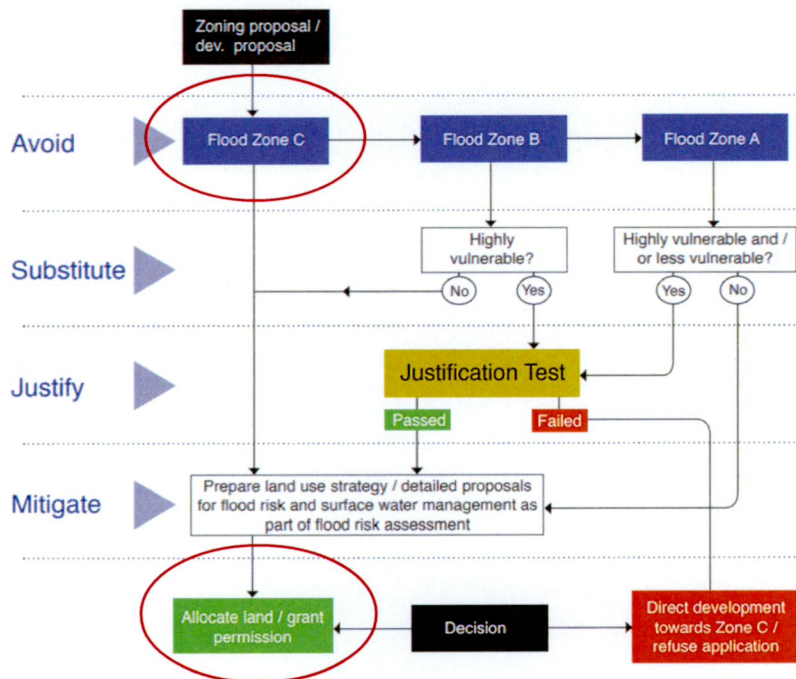 Zoning proposal /
dev. proposal
Avoid
Flood Zone C
Flood Zone B
Flood Zone A
Substitute
Highly
vulnerable?
Highly vulnerable and /
or less vulnerable?
No
Yes
Yes
No
Justify
Justification Test
Passed
Failed
Mitigate
Prepare land use strategy / detailed proposals
for flood risk and surface water management as
part of flood risk assessment
Allocate land / grant
permission
Decision
Direct development
towards Zone C /
refuse application